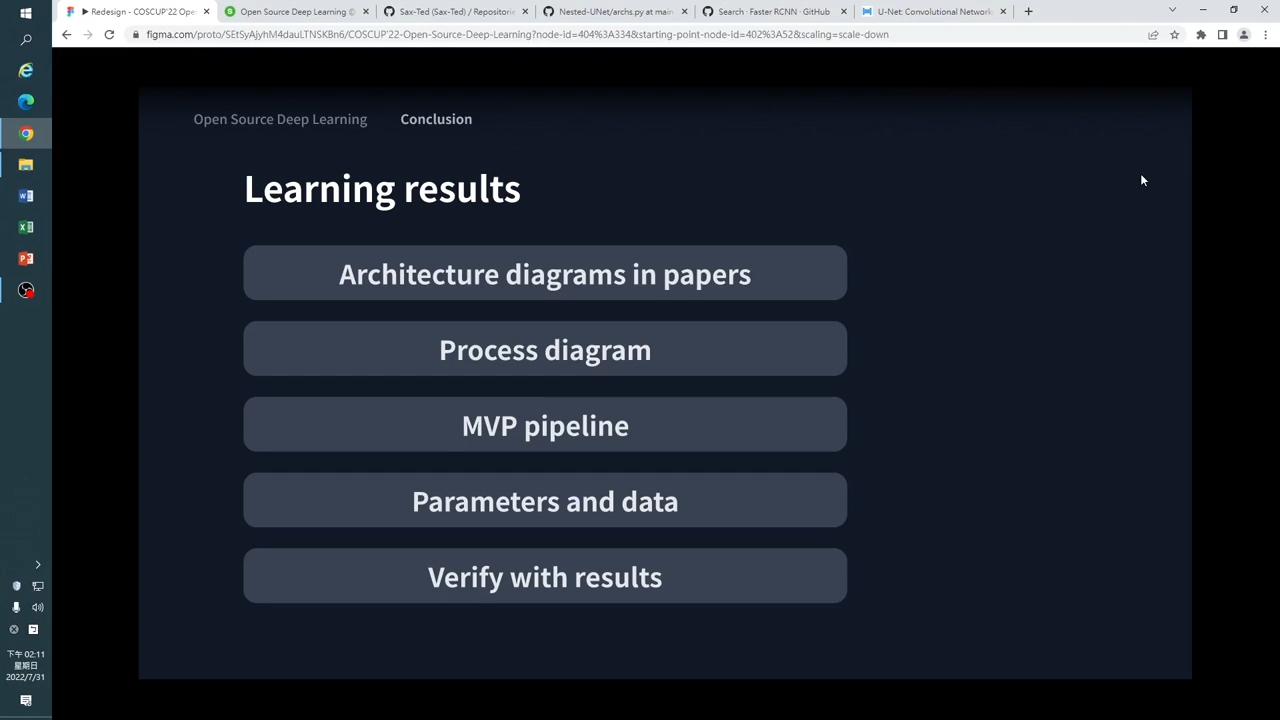 Redesign - COSCUP'22 Open
Open Source Deep Learning @
Sax-Ted (Sax-Ted) / Repositorie
Nested-UNet/archs.py at main
Search · Faster RCNN · GitHub
U-Net: Convolutional Network
figma.com/proto/SEtSyAjyhM4dauLTNSKBn6/COSCUP'22-Open-Source-Deep-Learning?node-id=404%3A334&starting-point-node-id=402%3A52&scaling=scale-down
Open Source Deep Learning Conclusion
Learning results
Architecture diagrams in papers
Process diagram
MVP pipeline
Parameters and data
Verify with results
下午 02:11
星期日
2022/7/31